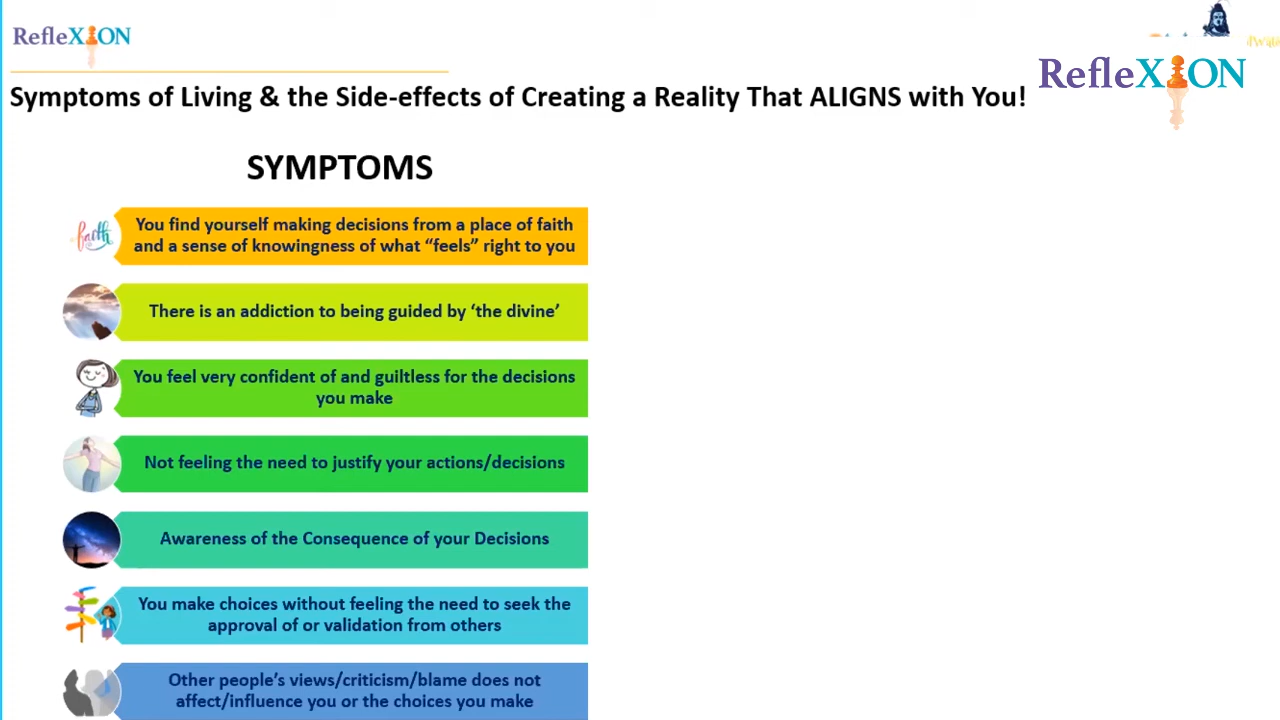 RefleXION
RefleXION
Symptoms of Living & the Side-effects of Creating a Reality That ALIGNS with You!
SYMPTOMS
faith
You find yourself making decisions from a place of faith
and a sense of knowingness of what “feels” right to you
There is an addiction to being guided by ‘the divine’
You feel very confident of and guiltless for the decisions
you make
Not feeling the need to justify your actions/decisions
Awareness of the Consequence of your Decisions
You make choices without feeling the need to seek the
approval of or validation from others
Other people’s views/criticism/blame does not
affect/influence you or the choices you make